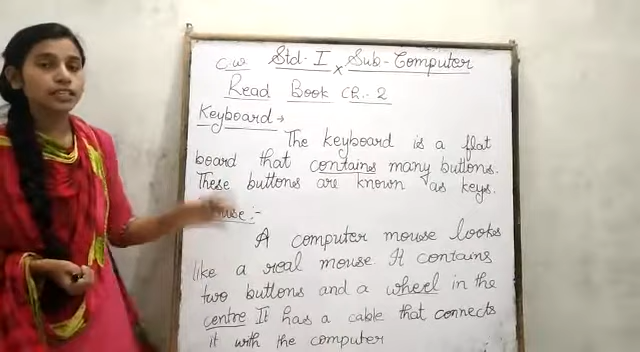 C.W Std- I x Sub- Computer
Read Book Ch.- 2
Keyboard →
The keyboard is a flat
board that contains many buttons.
These buttons are known as keys.
:-
A computer mouse lookes
like a real mouse It contains
two buttons and a wheel in the
centre It has a cable that connects
it with the computer